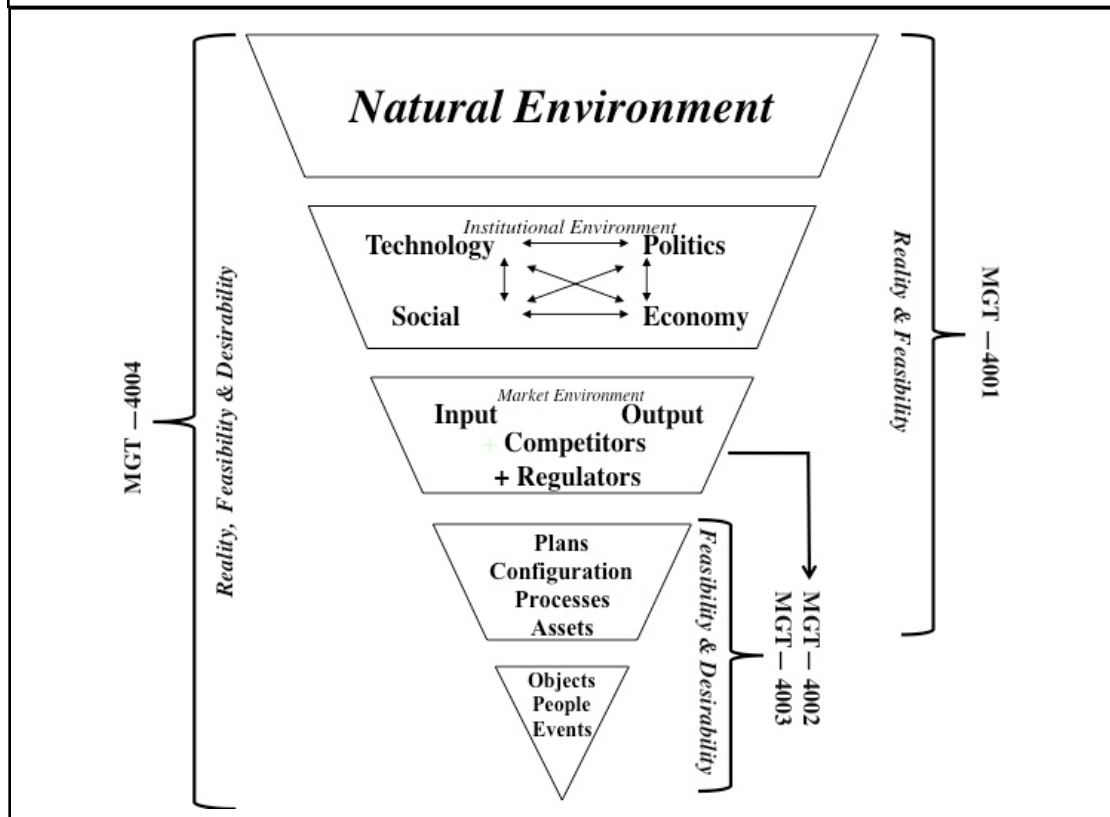 Natural Environment
Institutional Environment
Technology Politics
Social Economy
Market Environment
Input Output
+ Competitors
+ Regulators
Plans
Configuration
Processes
Assets
Objects
People
Events
MGT — 4004
Reality, Feasibility & Desirability
Feasibility & Desirability
MGT — 4002
MGT — 4003
Reality & Feasibility
MGT — 4001